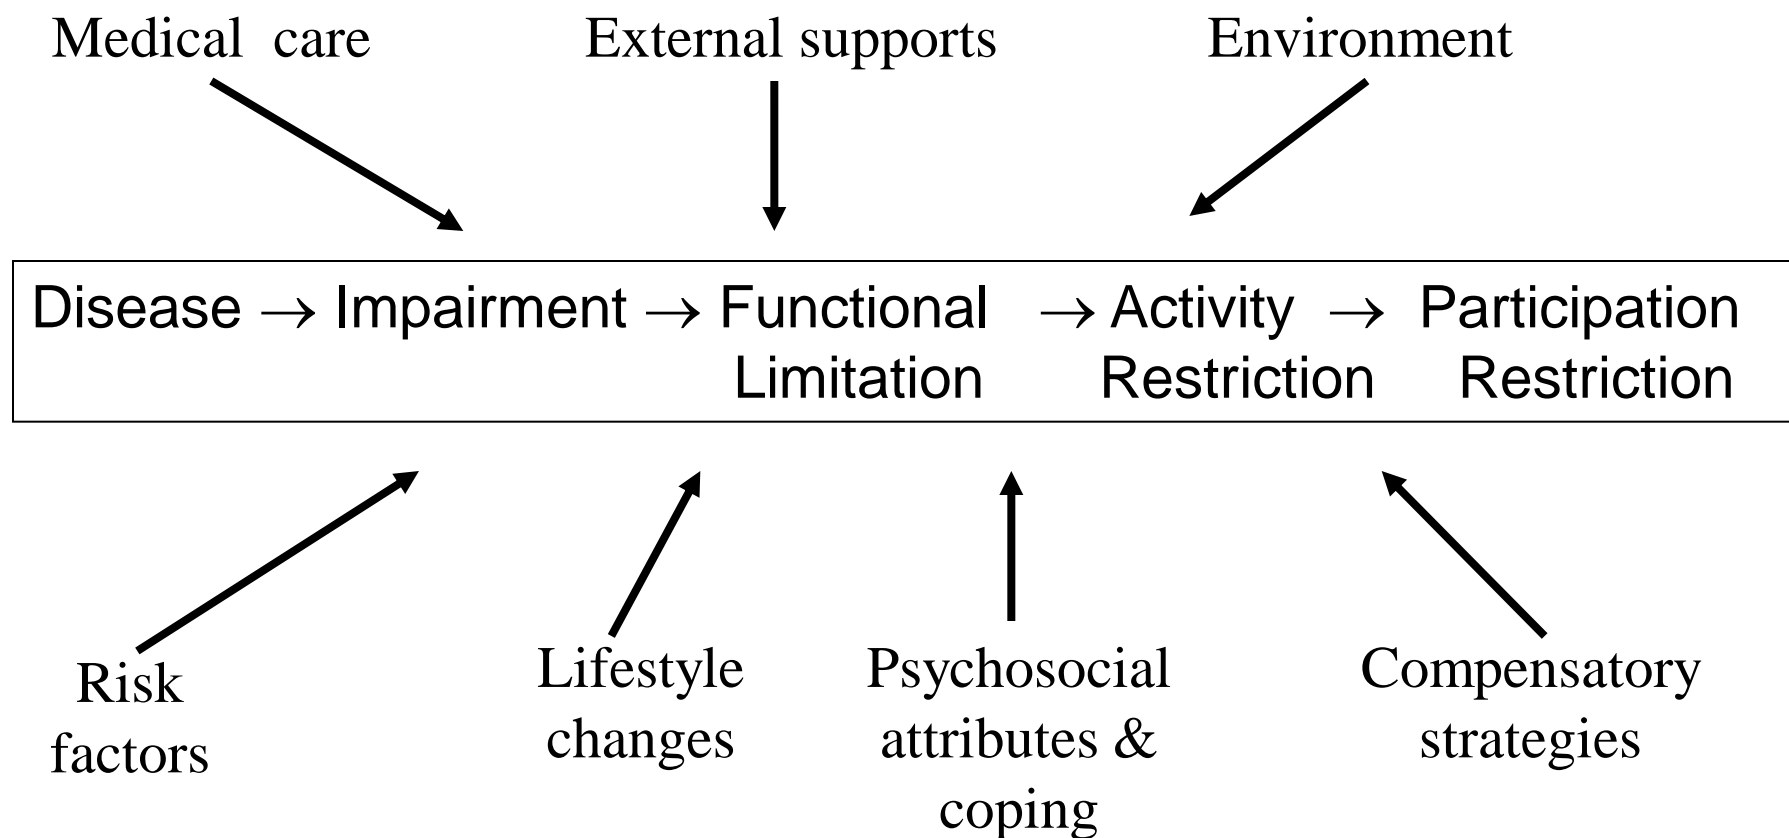 Medical care External supports Environment
Disease → Impairment → Functional → Activity → Participation
Limitation Restriction Restriction
Risk
factors
Lifestyle
changes
Psychosocial
attributes &
coping
Compensatory
strategies